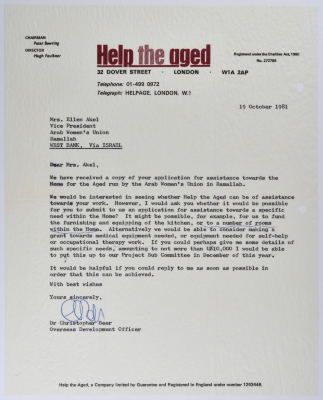 CHAIRMAN
Peter Bowring
DIRECTOR
Hugh Faulkner
Help the aged
Registered under the Charities Act, 1960
No. 272786
32 DOVER STREET · LONDON · W1A 2AP
Telephone: 01-499 0972
Telegraph: HELPAGE, LONDON, W.1
15 October 1981
Mrs. Ellen Akel
Vice President
Arab Women's Union
Ramallah
WEST BANK, Via ISRAEL
Dear Mrs. Akel,
We have received a copy of your application for assistance towards the
Home for the Aged run by the Arab Women's Union in Ramallah.
We would be interested in seeing whether Help the Aged can be of assistance
towards your work. However, I would ask you whether it would be possible
for you to submit to us an application for assistance towards a specific
need within the Home? It might be possible, for example, for us to fund
the furnishing and equipping of the kitchen, or to a number of rooms
within the Home. Alternatively we would be able to consider making a
grant towards medical equipment needed, or equipment needed for self-help
or occupational therapy work. If you could perhaps give me some details of
such specific needs, amounting to not more than U$10,000 I would be able
to put this up to our Project Sub Committee in December of this year.
It would be helpful if you could reply to me as soon as possible in
order that this can be achieved.
With best wishes
Yours sincerely,
Dr Christopher Beer
Overseas Development Officer
Help the Aged, a Company limited by Guarantee and Registered in England under number 1263446.